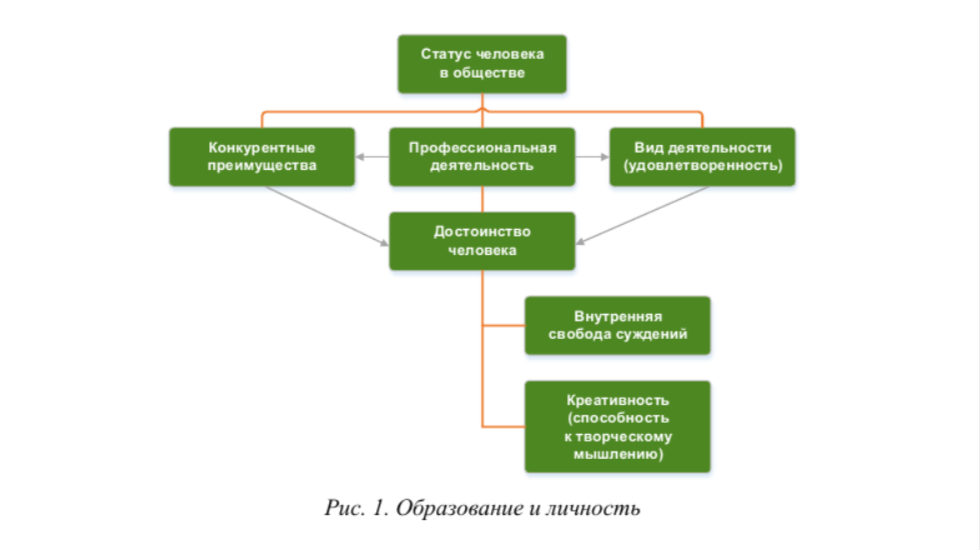 Статус человека
в обществе
Конкурентные
преимущества
Профессиональная
деятельность
Вид деятельности
(удовлетворенность)
Достоинство
человека
Внутренняя
свобода суждений
Креативность
(способность
к творческому
мышлению)
Рис. 1. Образование и личность